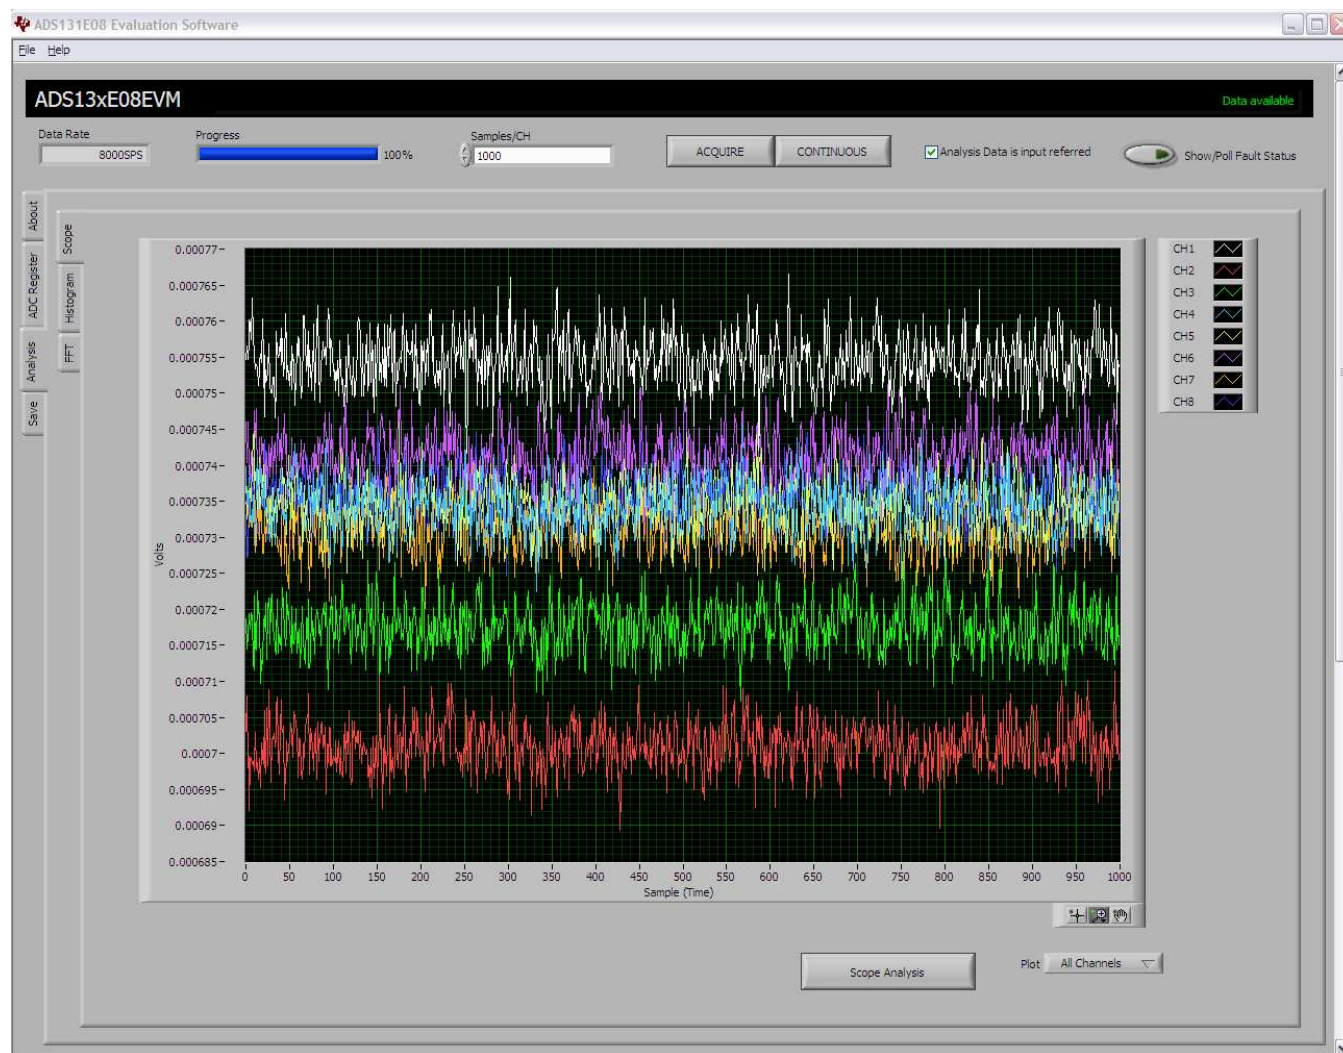 ADS131E08 Evaluation Software
File Help
ADS13xE08EVM
Data available
Data Rate
8000SPS
Progress
100%
Samples/CH
1000
ACQUIRE
CONTINUOUS
Analysis Data is input referred
Show/Poll Fault Status
About
ADC Register
Analysis
Save
Scope
Histogram
FFT
Volts
0.00077
0.000765
0.00076
0.000755
0.00075
0.000745
0.00074
0.000735
0.00073
0.000725
0.00072
0.000715
0.00071
0.000705
0.0007
0.000695
0.00069
0.000685
0 50 100 150 200 250 300 350 400 450 500 550 600 650 700 750 800 850 900 950 1000
Sample (Time)
CH1
CH2
CH3
CH4
CH5
CH6
CH7
CH8
Scope Analysis
Plot All Channels